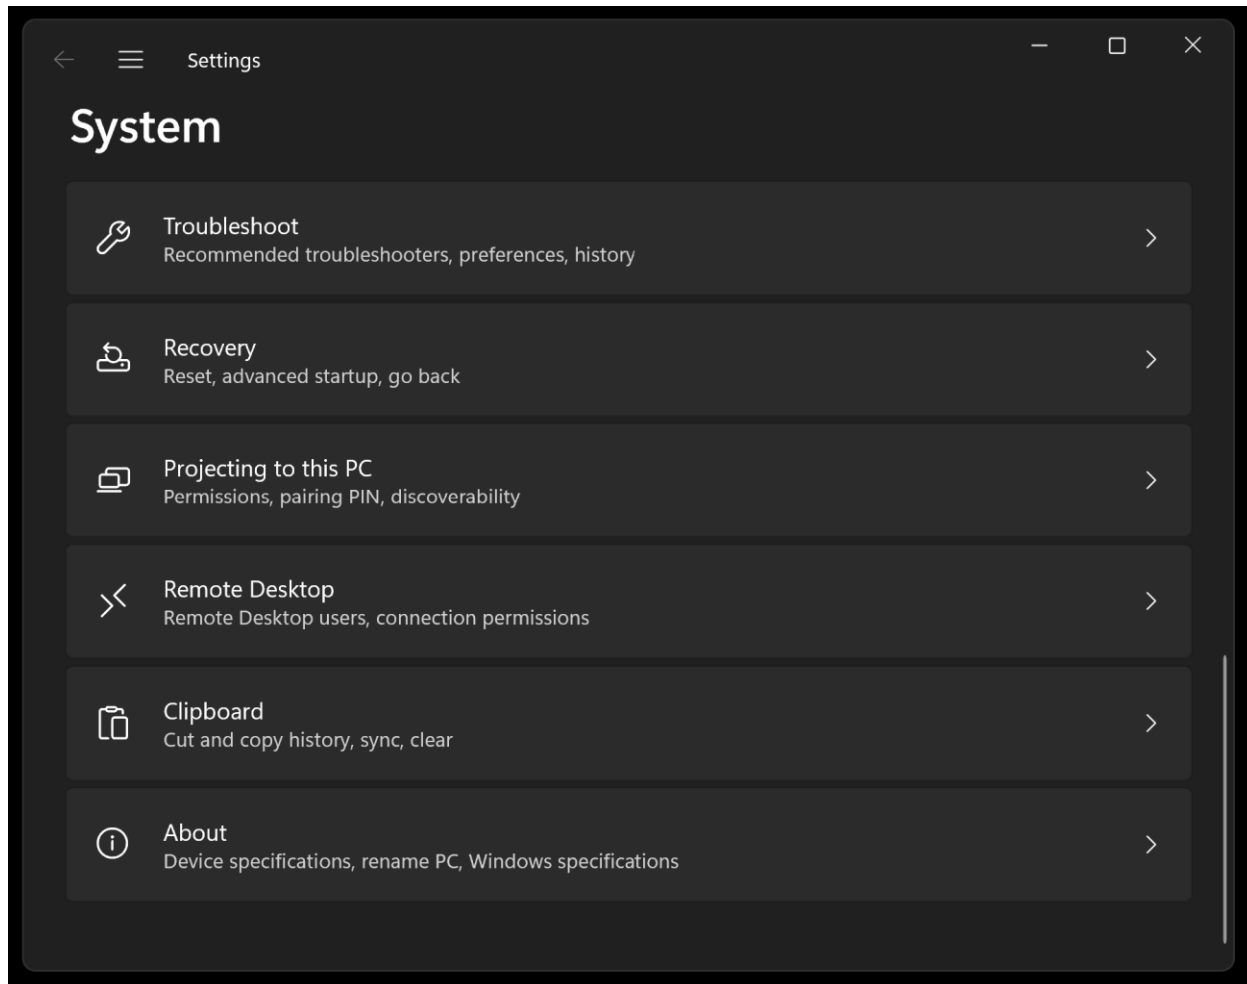 Settings
System
Troubleshoot
Recommended troubleshooters, preferences, history
Recovery
Reset, advanced startup, go back
Projecting to this PC
Permissions, pairing PIN, discoverability
Remote Desktop
Remote Desktop users, connection permissions
Clipboard
Cut and copy history, sync, clear
About
Device specifications, rename PC, Windows specifications